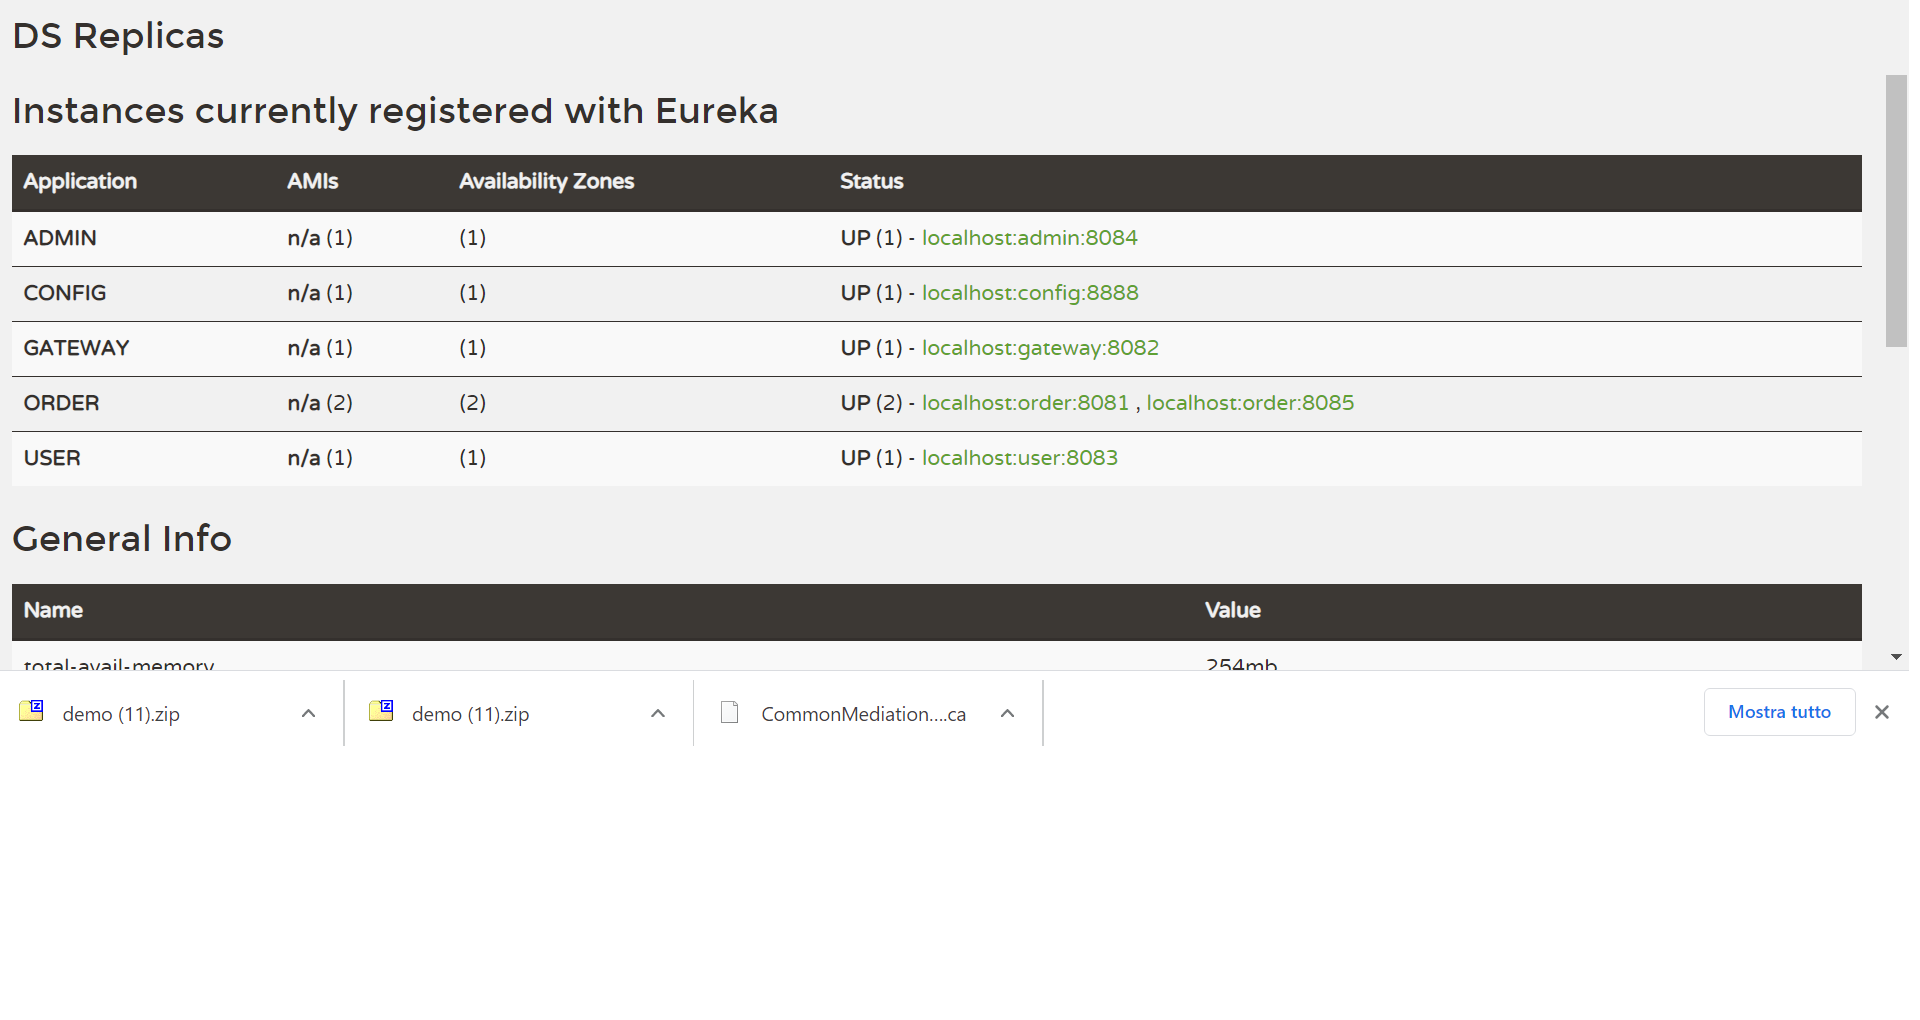 DS Replicas
Instances currently registered with Eureka
Application AMIs Availability Zones Status
ADMIN n/a (1) (1) UP (1) - localhost:admin:8084
CONFIG n/a (1) (1) UP (1) - localhost:config:8888
GATEWAY n/a (1) (1) UP (1) - localhost:gateway:8082
ORDER n/a (2) (2) UP (2) - localhost:order:8081 , localhost:order:8085
USER n/a (1) (1) UP (1) - localhost:user:8083
General Info
Name Value
total-avail-memory 254mb
demo (11).zip demo (11).zip CommonMediation....ca Mostra tutto